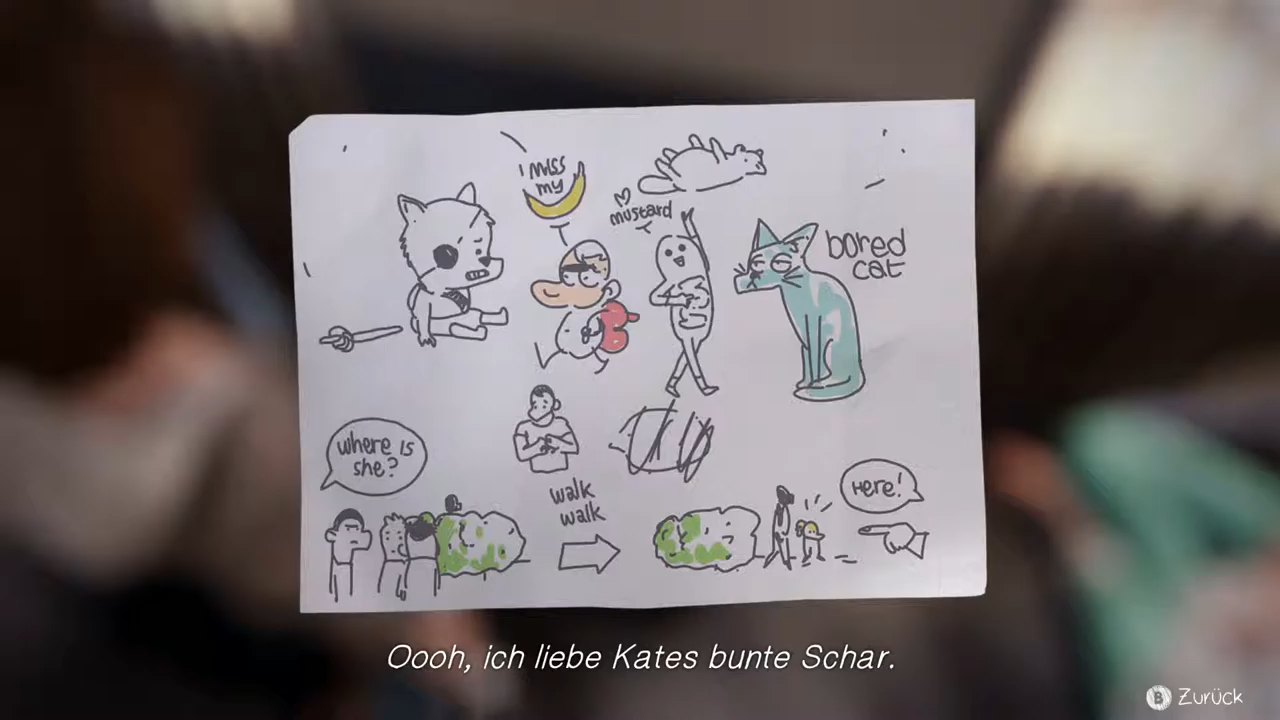 I MISS
MY
mustard
bored
cat
where is
she?
walk
walk
Here!
Oooh, ich liebe Kates bunte Schar.
B Zurück